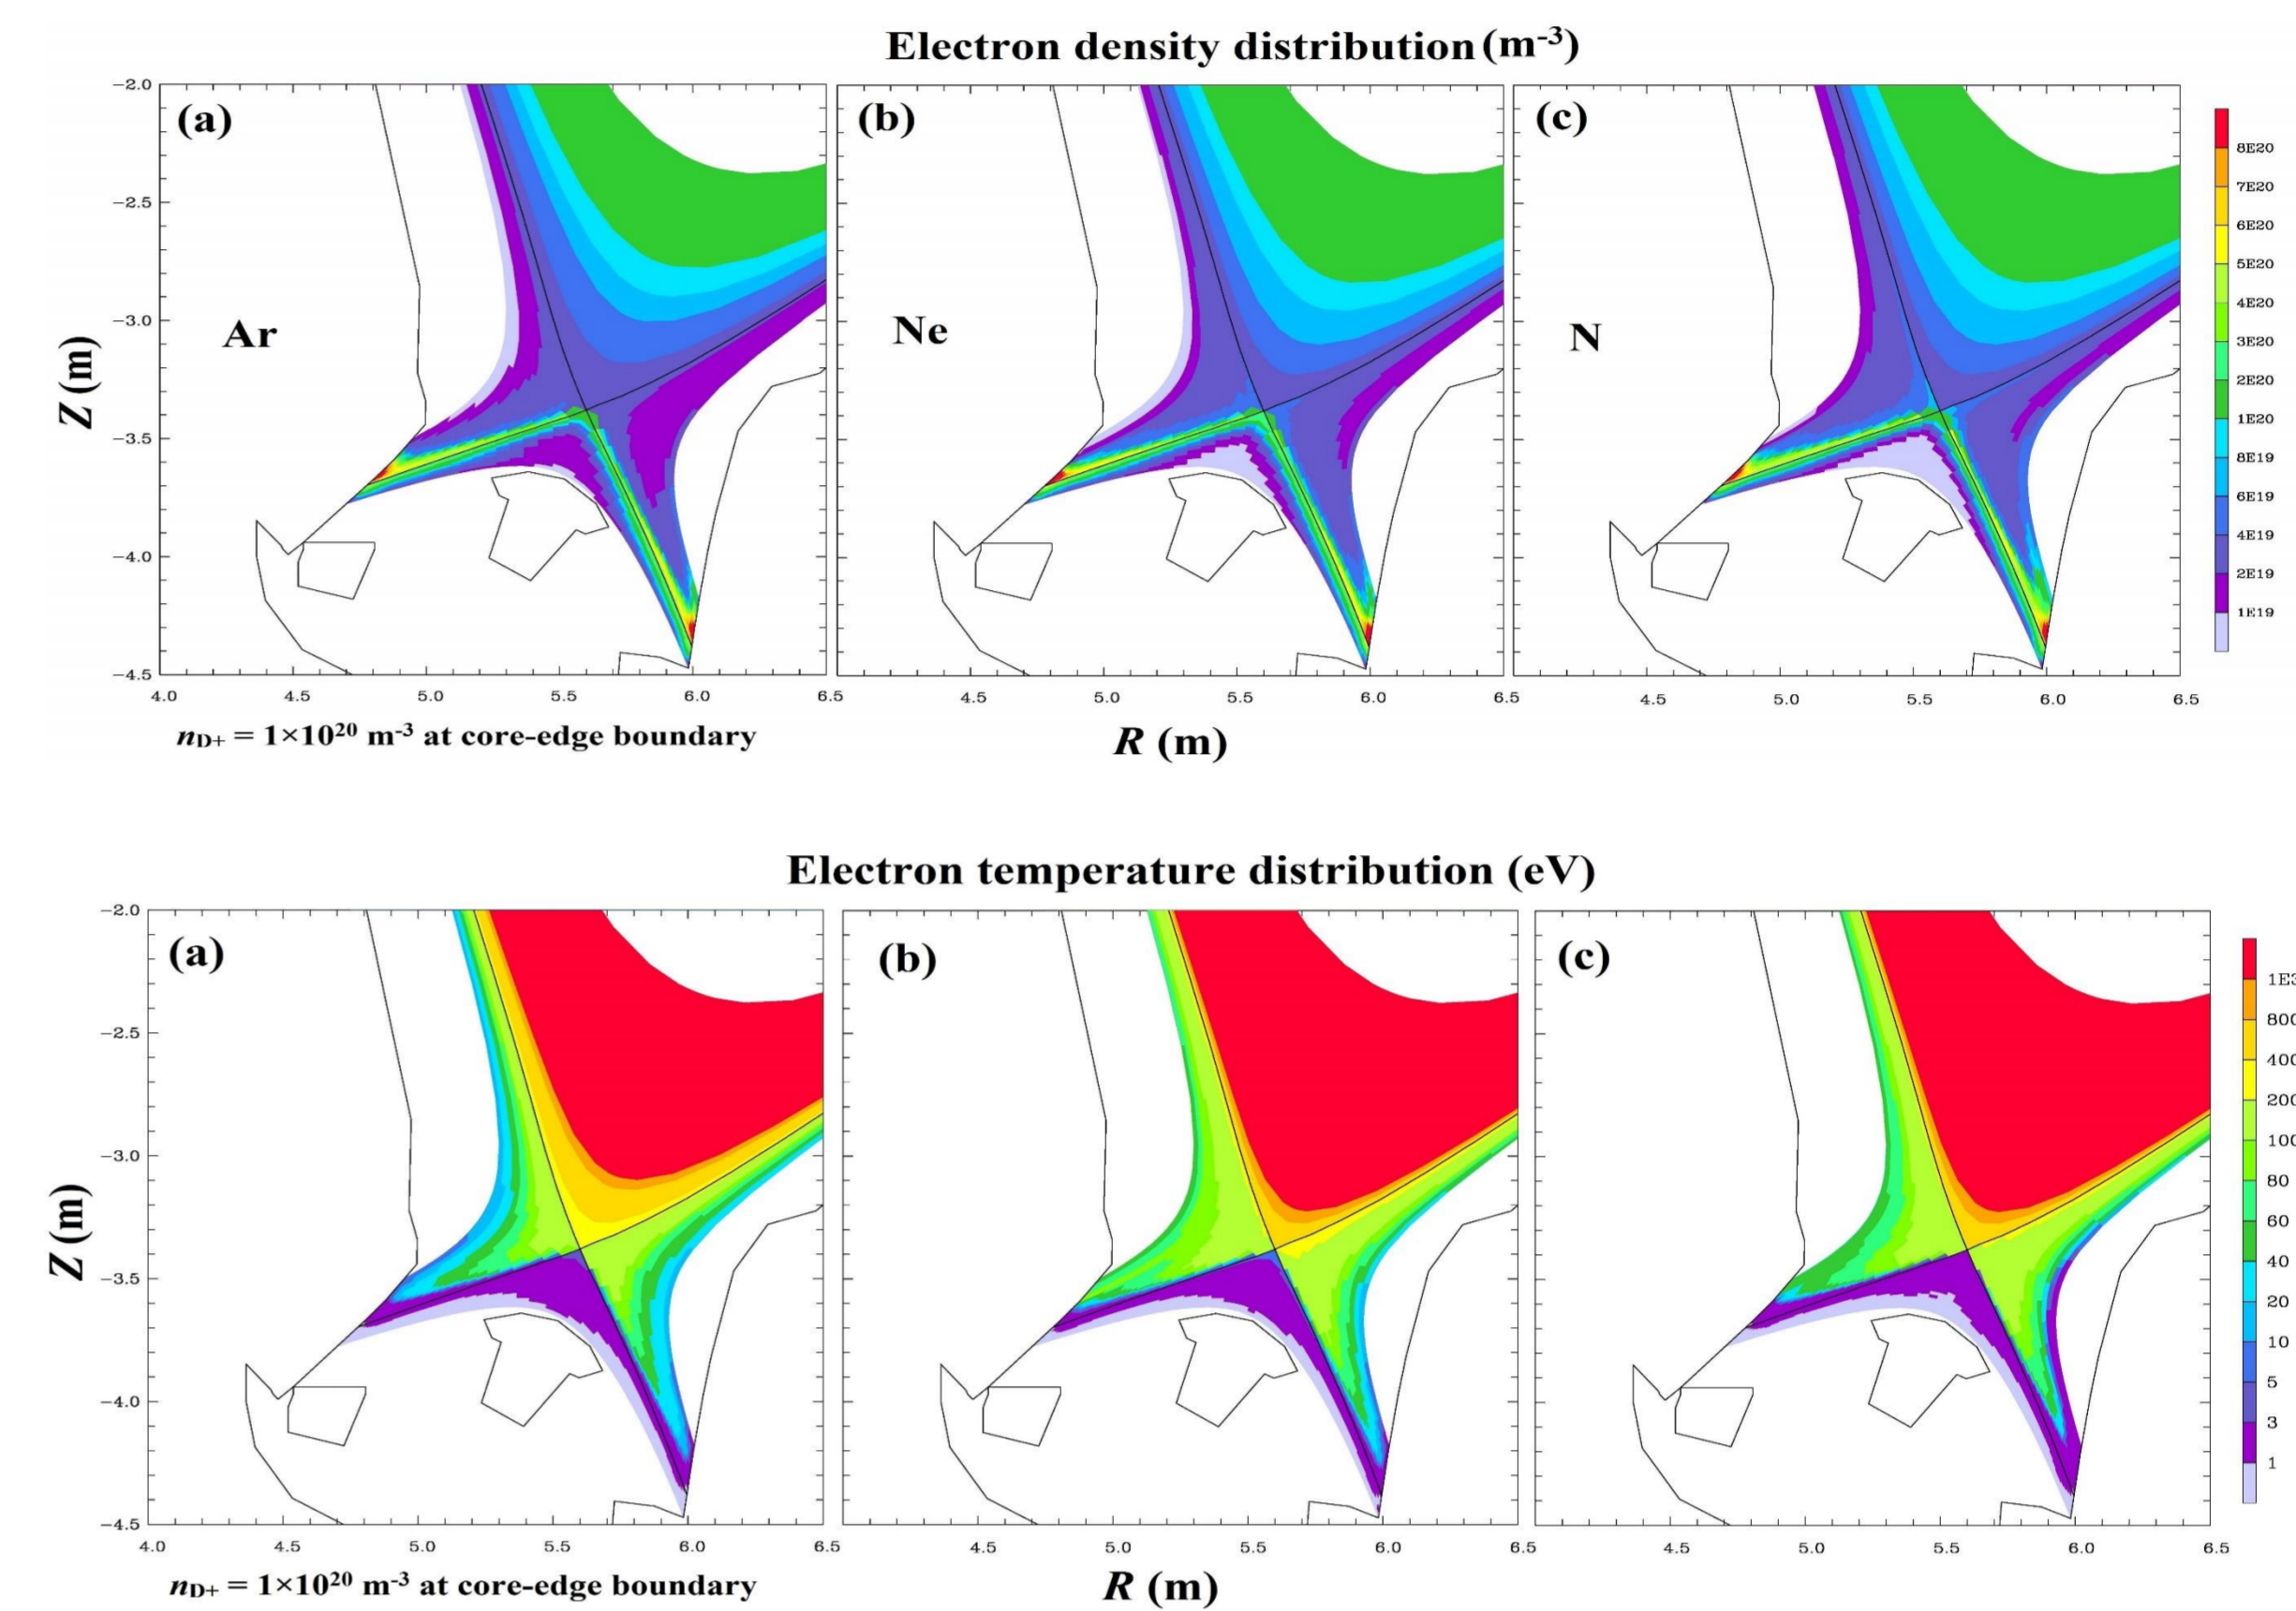 Electron density distribution (m-3)
(a) (b) (c)
Ar Ne N
Z (m)
−2.0
−2.5
−3.0
−3.5
−4.0
−4.5
4.0 4.5 5.0 5.5 6.0 6.5 4.5 5.0 5.5 6.0 6.5 4.5 5.0 5.5 6.0 6.5
8E20
7E20
6E20
5E20
4E20
3E20
2E20
1E20
8E19
6E19
4E19
2E19
1E19
nD+ = 1×10²⁰ m-3 at core-edge boundary
R (m)
Electron temperature distribution (eV)
(a) (b) (c)
Z (m)
−2.0
−2.5
−3.0
−3.5
−4.0
−4.5
4.0 4.5 5.0 5.5 6.0 6.5 4.5 5.0 5.5 6.0 6.5 4.5 5.0 5.5 6.0 6.5
1E3
800
400
200
100
80
60
40
20
10
5
3
1
nD+ = 1×10²⁰ m-3 at core-edge boundary
R (m)